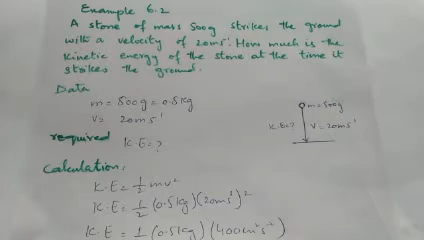 Example 6.2
A stone of mass 500g strikes the ground
with a velocity of 20ms⁻¹. How much is the
Kinetic energy of the stone at the time it
strikes the ground.
Data
m = 500g = 0.5kg
V = 20ms⁻¹
m=500g
K.E=? V=20ms⁻¹
required K.E=?
Calculation:
K.E = 1/2 mv²
K.E = 1/2 (0.5kg)(20ms⁻¹)²
K.E = 1/2 (0.5kg)(400m²s⁻²)